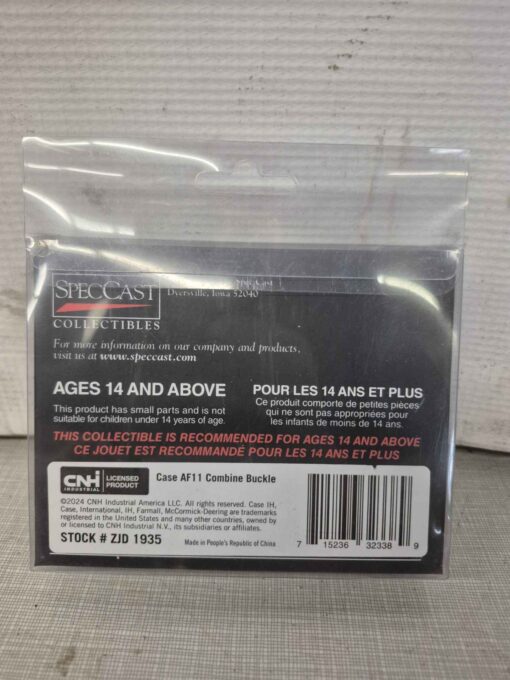 SPECCAST
COLLECTIBLES
SpecCast
Dyersville, Iowa 52040
For more information on our company and products,
visit us at www.speccast.com
AGES 14 AND ABOVE
This product has small parts and is not
suitable for children under 14 years of age.
POUR LES 14 ANS ET PLUS
Ce produit comporte de petites pièces
qui ne sont pas appropriées pour
les infants de moins de 14 ans.
THIS COLLECTIBLE IS RECOMMENDED FOR AGES 14 AND ABOVE
CE JOUET EST RECOMMANDÉ POUR LES 14 ANS ET PLUS
CNH
INDUSTRIAL
LICENSED
PRODUCT
Case AF11 Combine Buckle
©2024 CNH Industrial America LLC. All rights reserved. Case IH,
Case, International, IH, Farmall, McCormick-Deering are trademarks
registered in the United States and many other countries, owned by
or licensed to CNH Industrial N.V., its subsidiaries or affiliates.
STOCK # ZJD 1935
Made in People's Republic of China
7 15236 32338 9